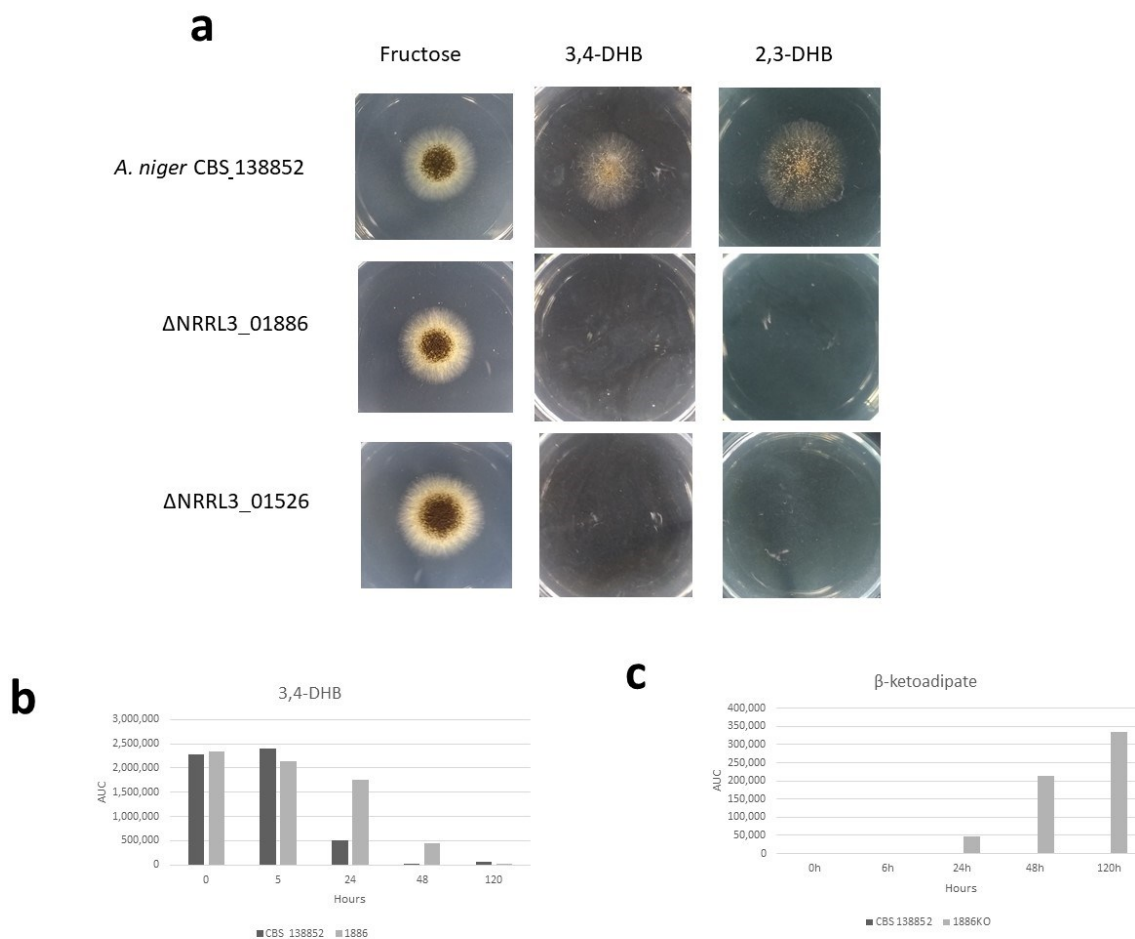 a
Fructose 3,4-DHB 2,3-DHB
A. niger CBS_138852
ΔNRRL3_01886
ΔNRRL3_01526
b
3,4-DHB
3,000,000
2,500,000
2,000,000
1,500,000
1,000,000
500,000
0
AUC
0 5 24 48 120
Hours
CBS 138852 1886
c
β-ketoadipate
400,000
350,000
300,000
250,000
200,000
150,000
100,000
50,000
0
AUC
0h 6h 24h 48h 120h
Hours
CBS 138852 1886KO